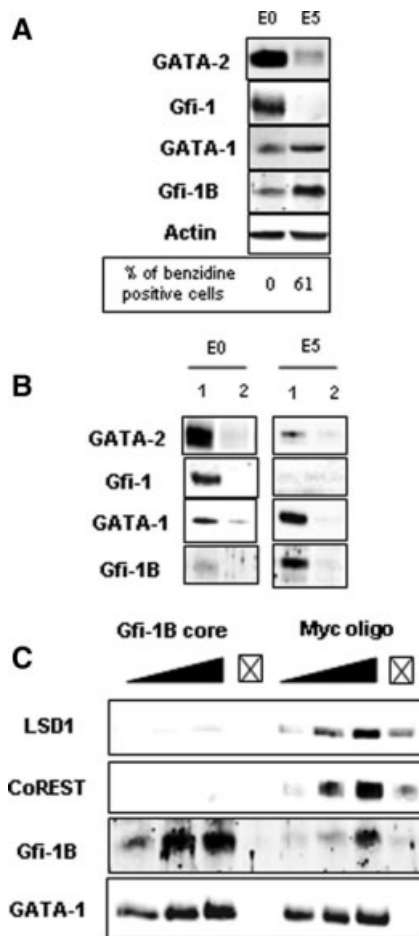 A
E0 E5
GATA-2
Gfi-1
GATA-1
Gfi-1B
Actin
% of benzidine
positive cells
0 61
B
E0 E5
1 2 1 2
GATA-2
Gfi-1
GATA-1
Gfi-1B
C
Gfi-1B core Myc oligo
LSD1
CoREST
Gfi-1B
GATA-1